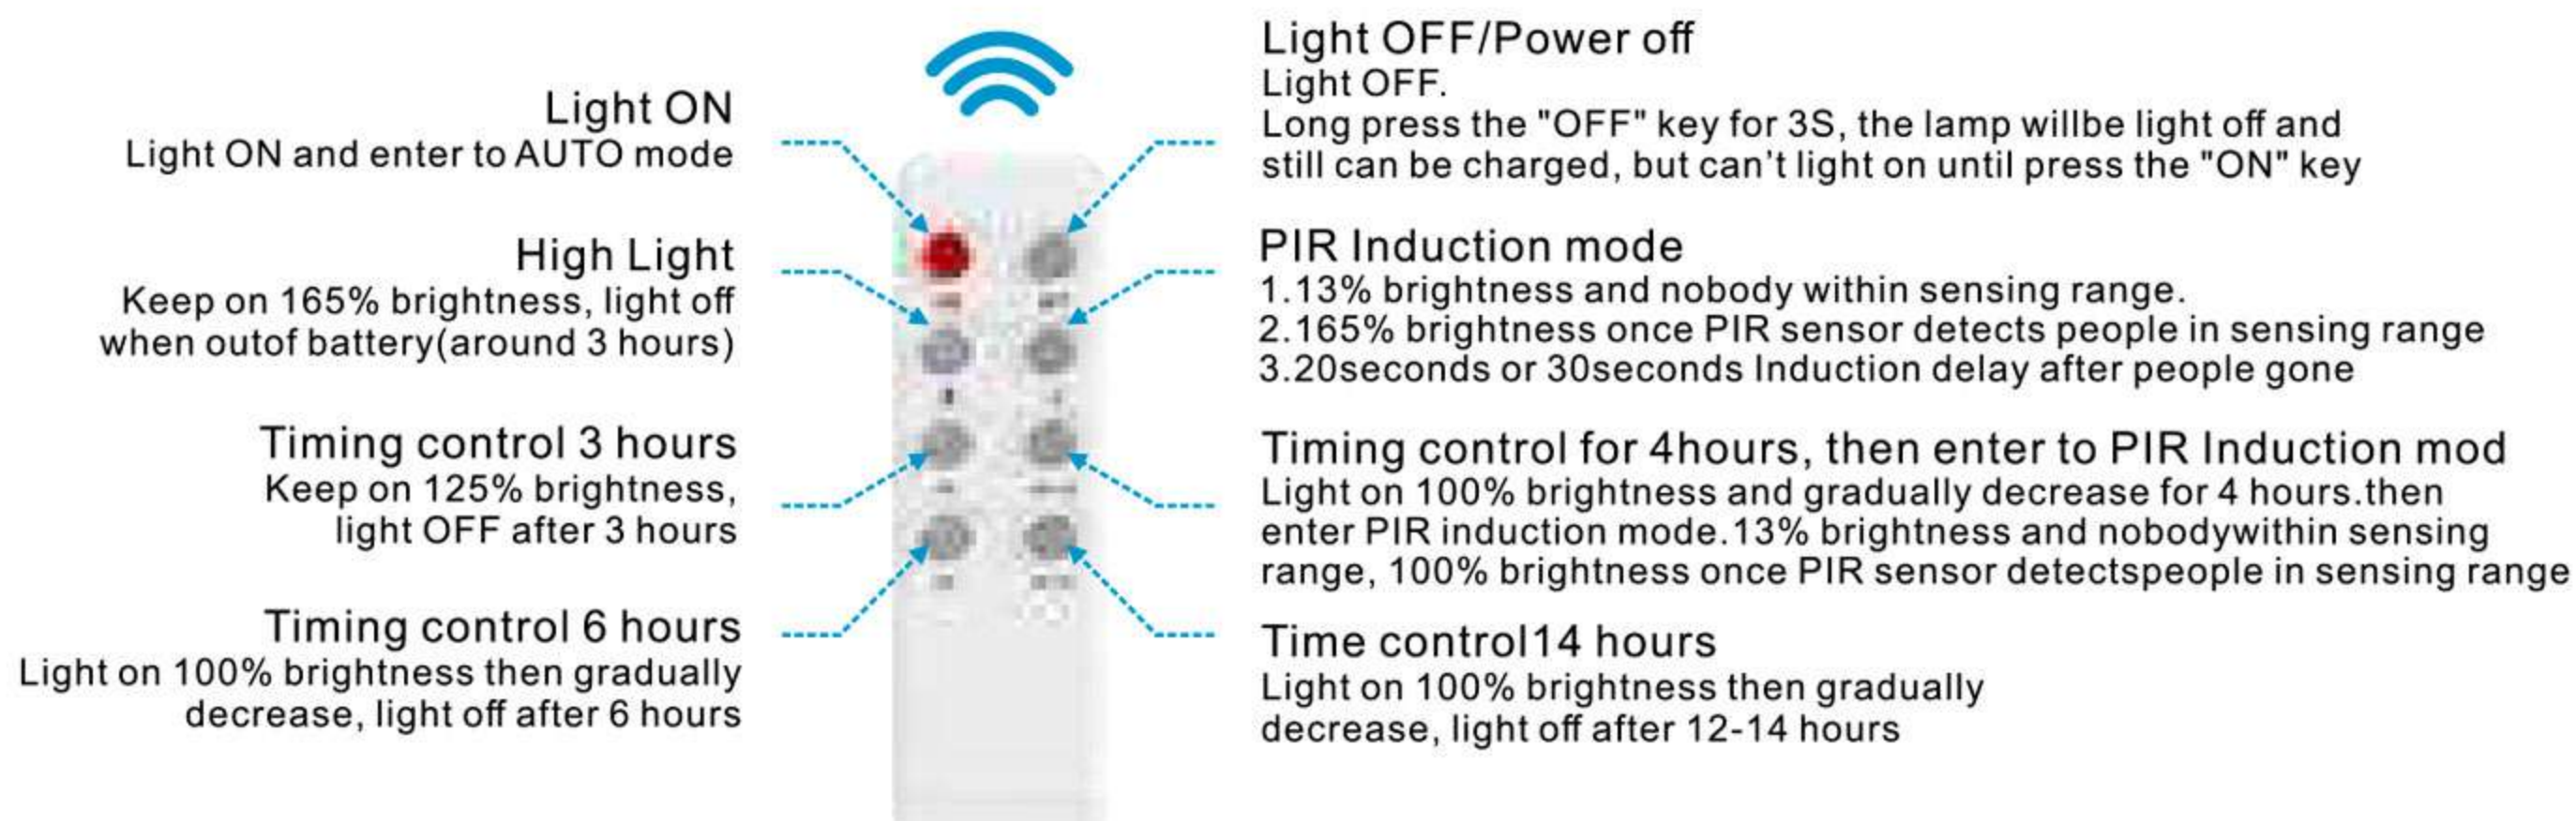 Light ON
Light ON and enter to AUTO mode
High Light
Keep on 165% brightness, light off
when outof battery(around 3 hours)
Timing control 3 hours
Keep on 125% brightness,
light OFF after 3 hours
Timing control 6 hours
Light on 100% brightness then gradually
decrease, light off after 6 hours
Light OFF/Power off
Light OFF.
Long press the "OFF" key for 3S, the lamp willbe light off and
still can be charged, but can't light on until press the "ON" key
PIR Induction mode
1.13% brightness and nobody within sensing range.
2.165% brightness once PIR sensor detects people in sensing range
3.20seconds or 30seconds Induction delay after people gone
Timing control for 4hours, then enter to PIR Induction mod
Light on 100% brightness and gradually decrease for 4 hours.then
enter PIR induction mode.13% brightness and nobodywithin sensing
range, 100% brightness once PIR sensor detectspeople in sensing range
Time control14 hours
Light on 100% brightness then gradually
decrease, light off after 12-14 hours